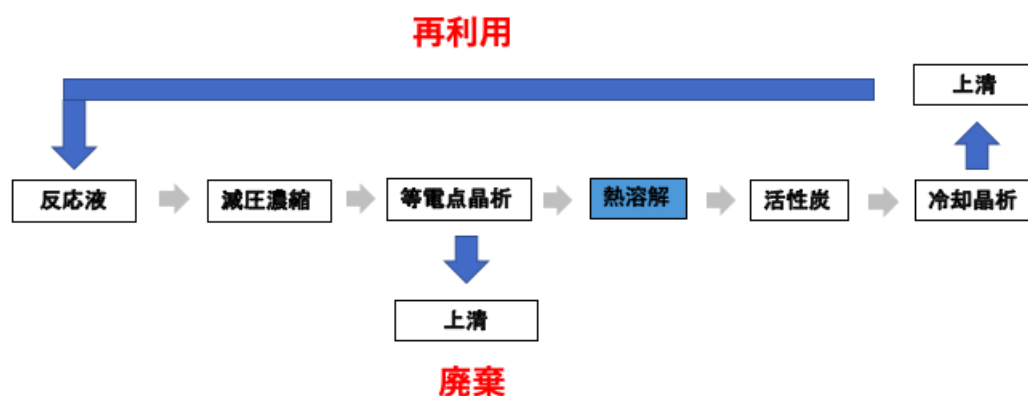 再利用
上清
反応液
減圧濃縮
等電点晶析
熱溶解
活性炭
冷却晶析
上清
廃棄